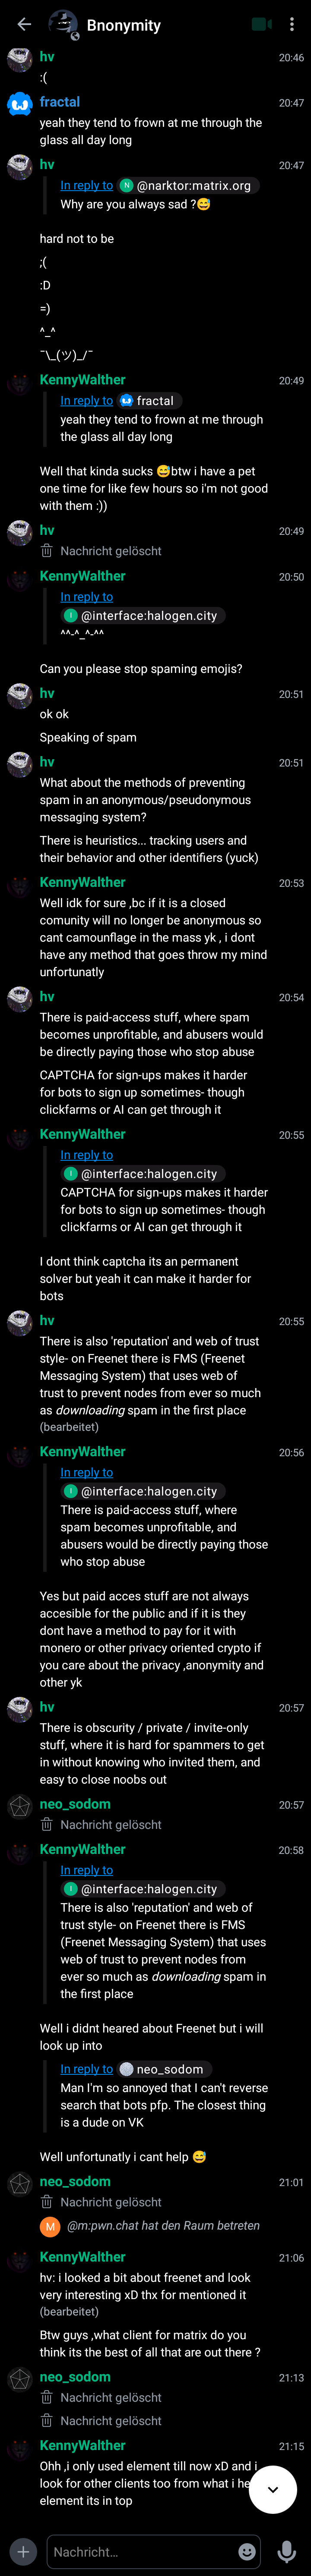 Bnonymity
hv 20:46
:(
fractal 20:47
yeah they tend to frown at me through the
glass all day long
hv 20:47
In reply to N @narktor:matrix.org
Why are you always sad ?😅
hard not to be
;(
:D
=)
^_^
¯\_(ツ)_/¯
KennyWalther 20:49
In reply to fractal
yeah they tend to frown at me through
the glass all day long
Well that kinda sucks 😅btw i have a pet
one time for like few hours so i'm not good
with them :))
hv 20:49
Nachricht gelöscht
KennyWalther 20:50
In reply to
I @interface:halogen.city
^^-^_^-^^
Can you please stop spaming emojis?
hv 20:51
ok ok
Speaking of spam
hv 20:51
What about the methods of preventing
spam in an anonymous/pseudonymous
messaging system?
There is heuristics... tracking users and
their behavior and other identifiers (yuck)
KennyWalther 20:53
Well idk for sure ,bc if it is a closed
comunity will no longer be anonymous so
cant camounflage in the mass yk , i dont
have any method that goes throw my mind
unfortunatly
hv 20:54
There is paid-access stuff, where spam
becomes unprofitable, and abusers would
be directly paying those who stop abuse
CAPTCHA for sign-ups makes it harder
for bots to sign up sometimes- though
clickfarms or AI can get through it
KennyWalther 20:55
In reply to
I @interface:halogen.city
CAPTCHA for sign-ups makes it harder
for bots to sign up sometimes- though
clickfarms or AI can get through it
I dont think captcha its an permanent
solver but yeah it can make it harder for
bots
hv 20:55
There is also 'reputation' and web of trust
style- on Freenet there is FMS (Freenet
Messaging System) that uses web of
trust to prevent nodes from ever so much
as downloading spam in the first place
(bearbeitet)
KennyWalther 20:56
In reply to
I @interface:halogen.city
There is paid-access stuff, where
spam becomes unprofitable, and
abusers would be directly paying those
who stop abuse
Yes but paid acces stuff are not always
accesible for the public and if it is they
dont have a method to pay for it with
monero or other privacy oriented crypto if
you care about the privacy ,anonymity and
other yk
hv 20:57
There is obscurity / private / invite-only
stuff, where it is hard for spammers to get
in without knowing who invited them, and
easy to close noobs out
neo_sodom 20:57
Nachricht gelöscht
KennyWalther 20:58
In reply to
I @interface:halogen.city
There is also 'reputation' and web of
trust style- on Freenet there is FMS
(Freenet Messaging System) that uses
web of trust to prevent nodes from
ever so much as downloading spam in
the first place
Well i didnt heared about Freenet but i will
look up into
In reply to neo_sodom
Man I'm so annoyed that I can't reverse
search that bots pfp. The closest thing
is a dude on VK
Well unfortunatly i cant help 😅
neo_sodom 21:01
Nachricht gelöscht
M @m:pwn.chat hat den Raum betreten
KennyWalther 21:06
hv: i looked a bit about freenet and look
very interesting xD thx for mentioned it
(bearbeitet)
Btw guys ,what client for matrix do you
think its the best of all that are out there ?
neo_sodom 21:13
Nachricht gelöscht
Nachricht gelöscht
KennyWalther 21:15
Ohh ,i only used element till now xD and i
look for other clients too from what i he
element its in top
Nachricht...